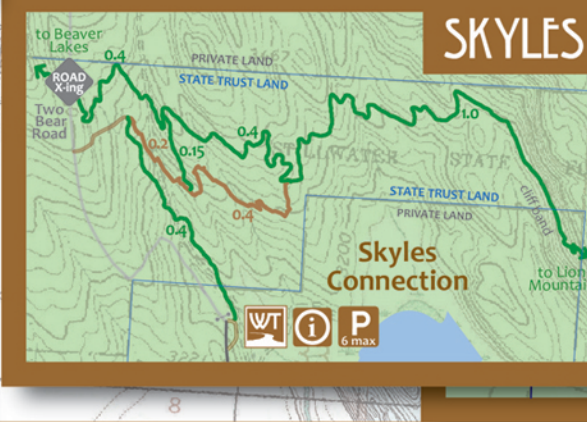 SKYLES
to Beaver
Lakes
0.4
PRIVATE LAND
STATE TRUST LAND
ROAD
X-ing
Two
Bear
Road
1.0
0.2
0.4
0.15
STILLWATER
STATE
STATE TRUST LAND
PRIVATE LAND
cliff band
0.4
0.4
Skyles
Connection
to Lion
Mountai
WT
i
P
6 max
8